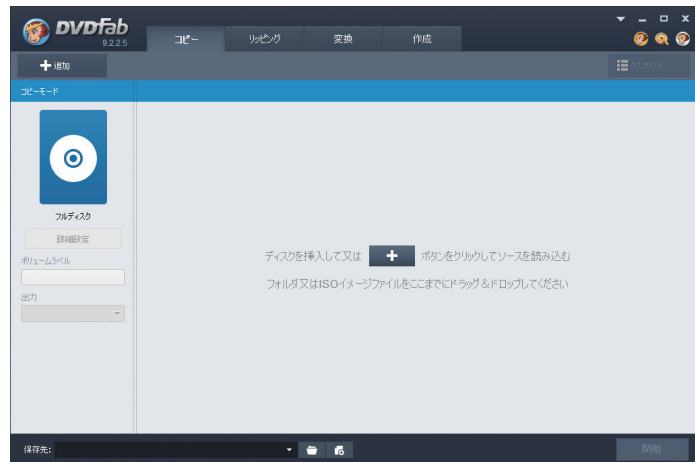 DVDFab
9.2.2.5
コピー
リッピング
変換
作成
追加
タスクリスト
コピーモード
フルディスク
詳細設定
ボリュームラベル
出力
ディスクを挿入して又は ボタンをクリックしてソースを読み込む
フォルダ又はISOイメージファイルをここまでにドラッグ&ドロップしてください
保存先:
開始